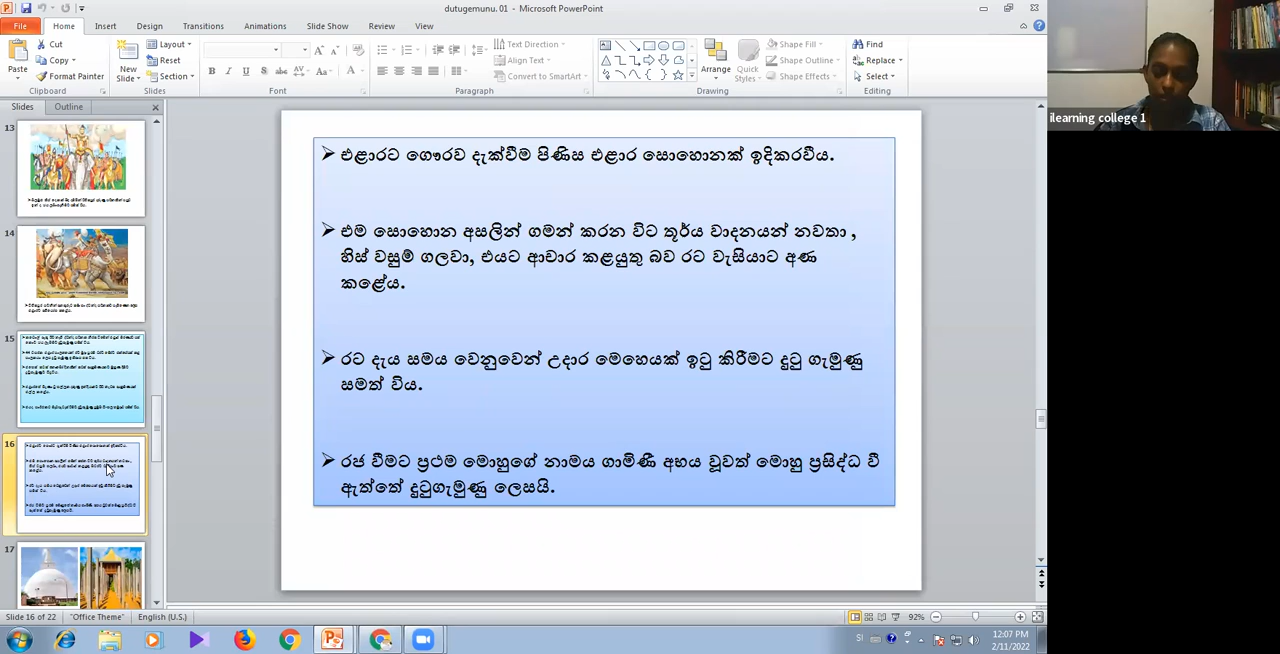 dutugemunu. 01 - Microsoft PowerPoint
File Home Insert Design Transitions Animations Slide Show Review View
Cut
Copy
Format Painter
Paste
Clipboard
New Slide
Layout
Reset
Section
Slides
Font
Text Direction
Align Text
Convert to SmartArt
Paragraph
Arrange
Quick Styles
Shape Fill
Shape Outline
Shape Effects
Drawing
Find
Replace
Select
Editing
ilearning college 1
Slides Outline
13
14
15
16
17
එළාරට ගෞරව දැක්වීම පිණිස එළාර සොහොනක් ඉදිකරවීය.
එම සොහොන අසලින් ගමන් කරන විට තූර්ය වාදනයන් නවතා ,
හිස් වසුම් ගලවා, එයට ආචාර කළයුතු බව රට වැසියාට අණ
කළේය.
රට දැය සමය වෙනුවෙන් උදාර මෙහෙයක් ඉටු කිරීමට දුටු ගැමුණු
සමත් විය.
රජ වීමට ප්‍රථම මොහුගේ නාමය ගාමිණී අභය වූවත් මොහු ප්‍රසිද්ධ වී
ඇත්තේ දුටුගැමුණු ලෙසයි.
Slide 16 of 22 "Office Theme" English (U.S.) 92%
SI 12:07 PM
2/11/2022